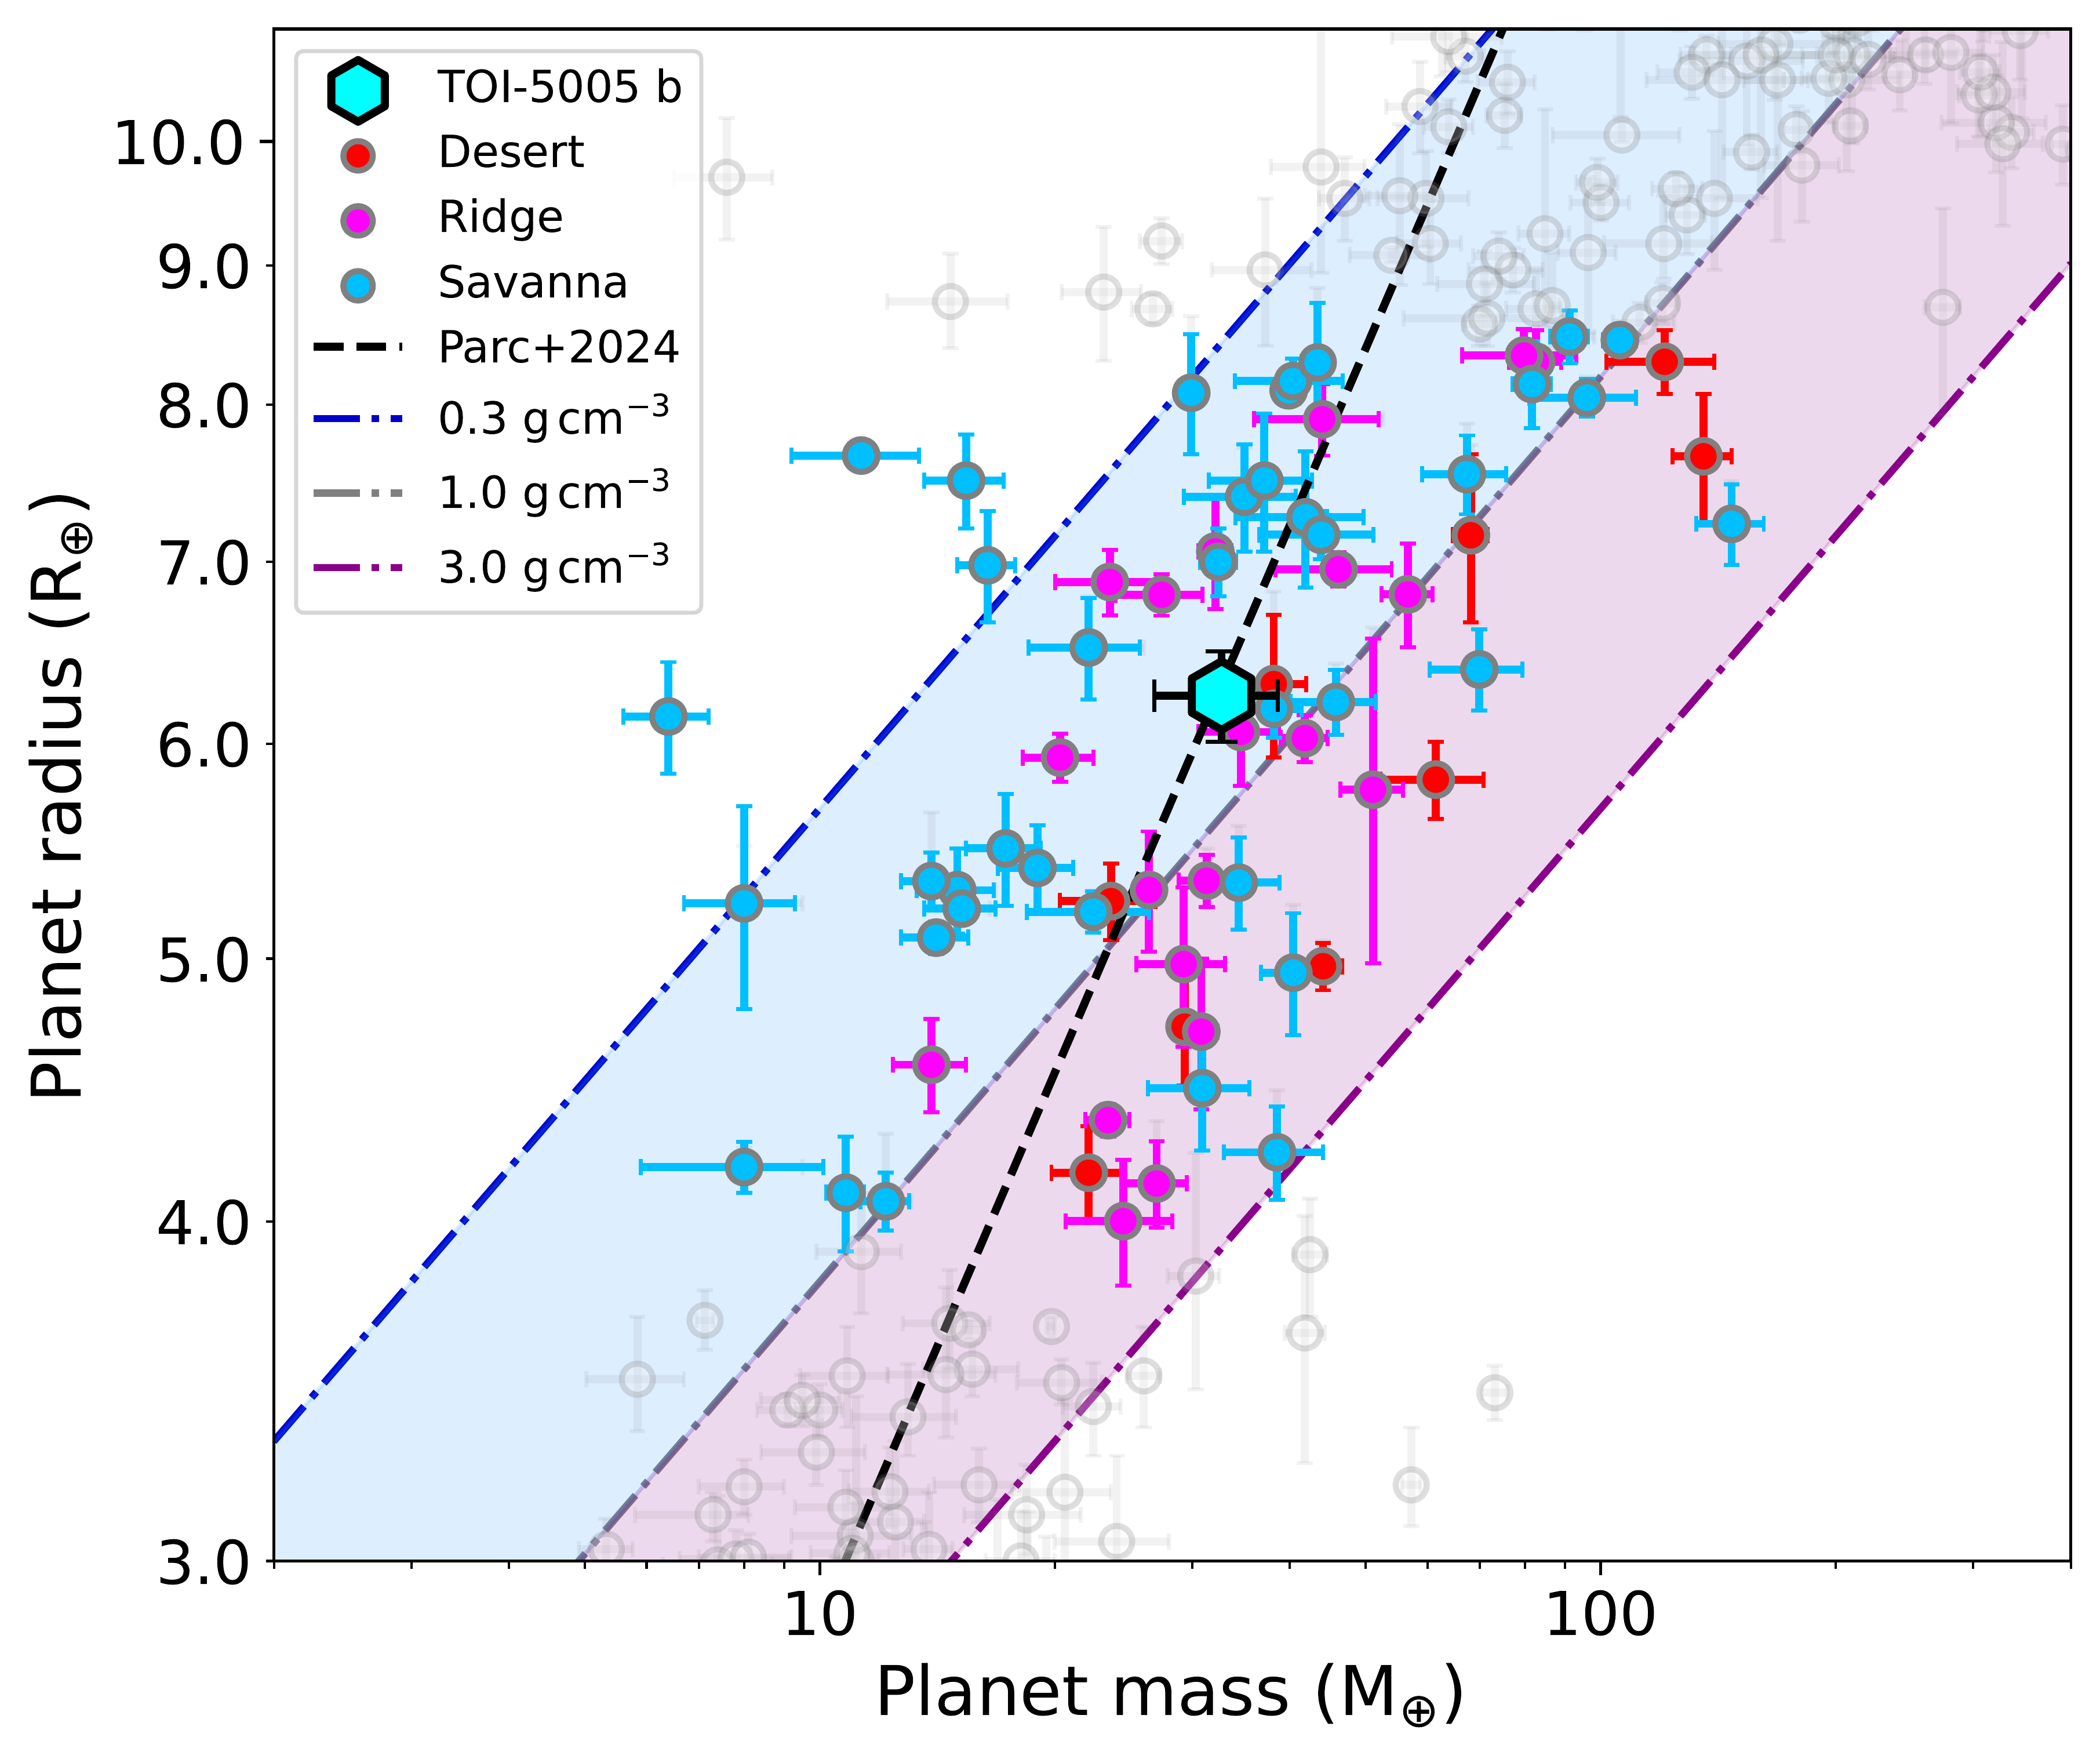 TOI-5005 b
Desert
Ridge
Savanna
Parc+2024
0.3 g cm⁻³
1.0 g cm⁻³
3.0 g cm⁻³
10.0
9.0
8.0
7.0
6.0
5.0
4.0
3.0
Planet radius (R⊕)
10
100
Planet mass (M⊕)